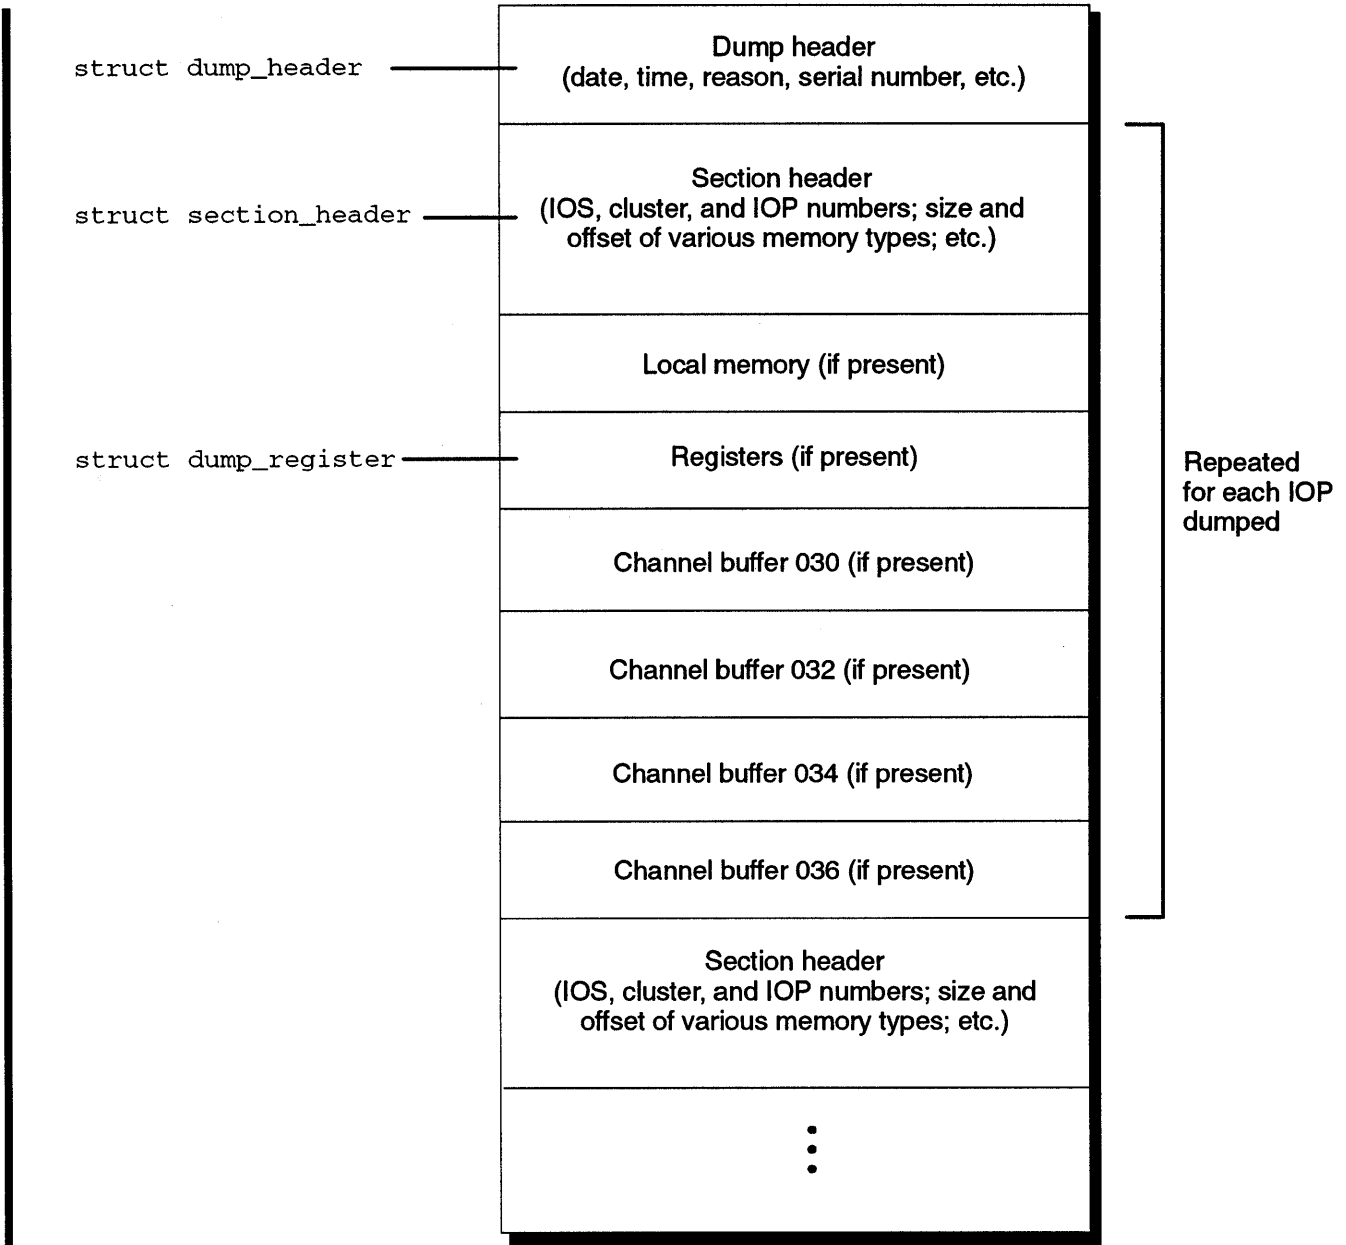 struct dump_header
Dump header
(date, time, reason, serial number, etc.)
struct section_header
Section header
(IOS, cluster, and IOP numbers; size and
offset of various memory types; etc.)
Local memory (if present)
struct dump_register
Registers (if present)
Channel buffer 030 (if present)
Channel buffer 032 (if present)
Channel buffer 034 (if present)
Channel buffer 036 (if present)
Repeated
for each IOP
dumped
Section header
(IOS, cluster, and IOP numbers; size and
offset of various memory types; etc.)